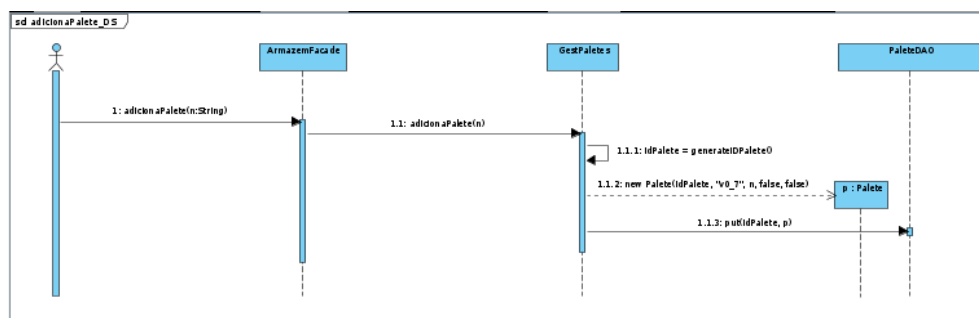 sd adicionaPalete_DS
ArmazemFacade
GestPaletes
PaleteDAO
1: adicionaPalete(n:String)
1.1: adicionaPalete(n)
1.1.1: idPalete = generateIDPalete()
1.1.2: new Palete(idPalete, "v0_7", n, false, false)
p : Palete
1.1.3: put(idPalete, p)